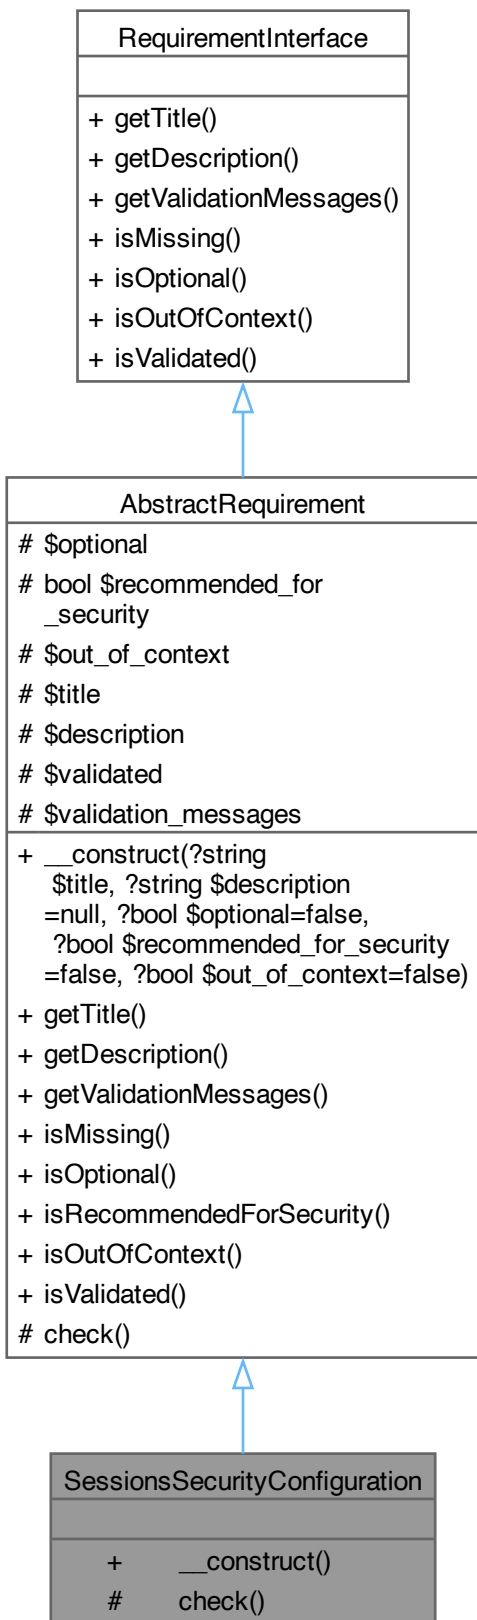 RequirementInterface
+ getTitle()
+ getDescription()
+ getValidationMessages()
+ isMissing()
+ isOptional()
+ isOutOfContext()
+ isValidated()
AbstractRequirement
# $optional
# bool $recommended_for
_security
# $out_of_context
# $title
# $description
# $validated
# $validation_messages
+ __construct(?string
$title, ?string $description
=null, ?bool $optional=false,
?bool $recommended_for_security
=false, ?bool $out_of_context=false)
+ getTitle()
+ getDescription()
+ getValidationMessages()
+ isMissing()
+ isOptional()
+ isRecommendedForSecurity()
+ isOutOfContext()
+ isValidated()
# check()
SessionsSecurityConfiguration
+ __construct()
# check()